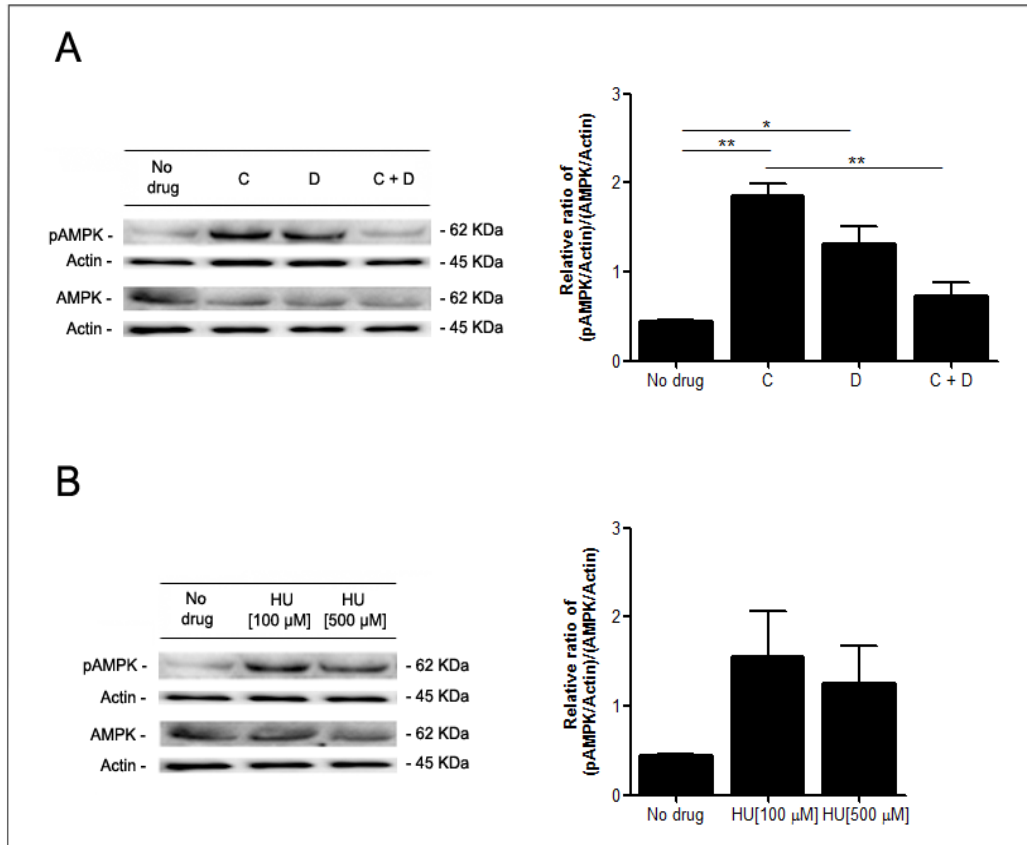 A
No drug C D C + D
pAMPK - - 62 KDa
Actin - - 45 KDa
AMPK - - 62 KDa
Actin - - 45 KDa
Relative ratio of
(pAMPK/Actin)/(AMPK/Actin)
3
2
1
0
*
**
**
No drug C D C + D
B
No drug HU [100 µM] HU [500 µM]
pAMPK - - 62 KDa
Actin - - 45 KDa
AMPK - - 62 KDa
Actin - - 45 KDa
Relative ratio of
(pAMPK/Actin)/(AMPK/Actin)
3
2
1
0
No drug HU[100 µM] HU[500 µM]